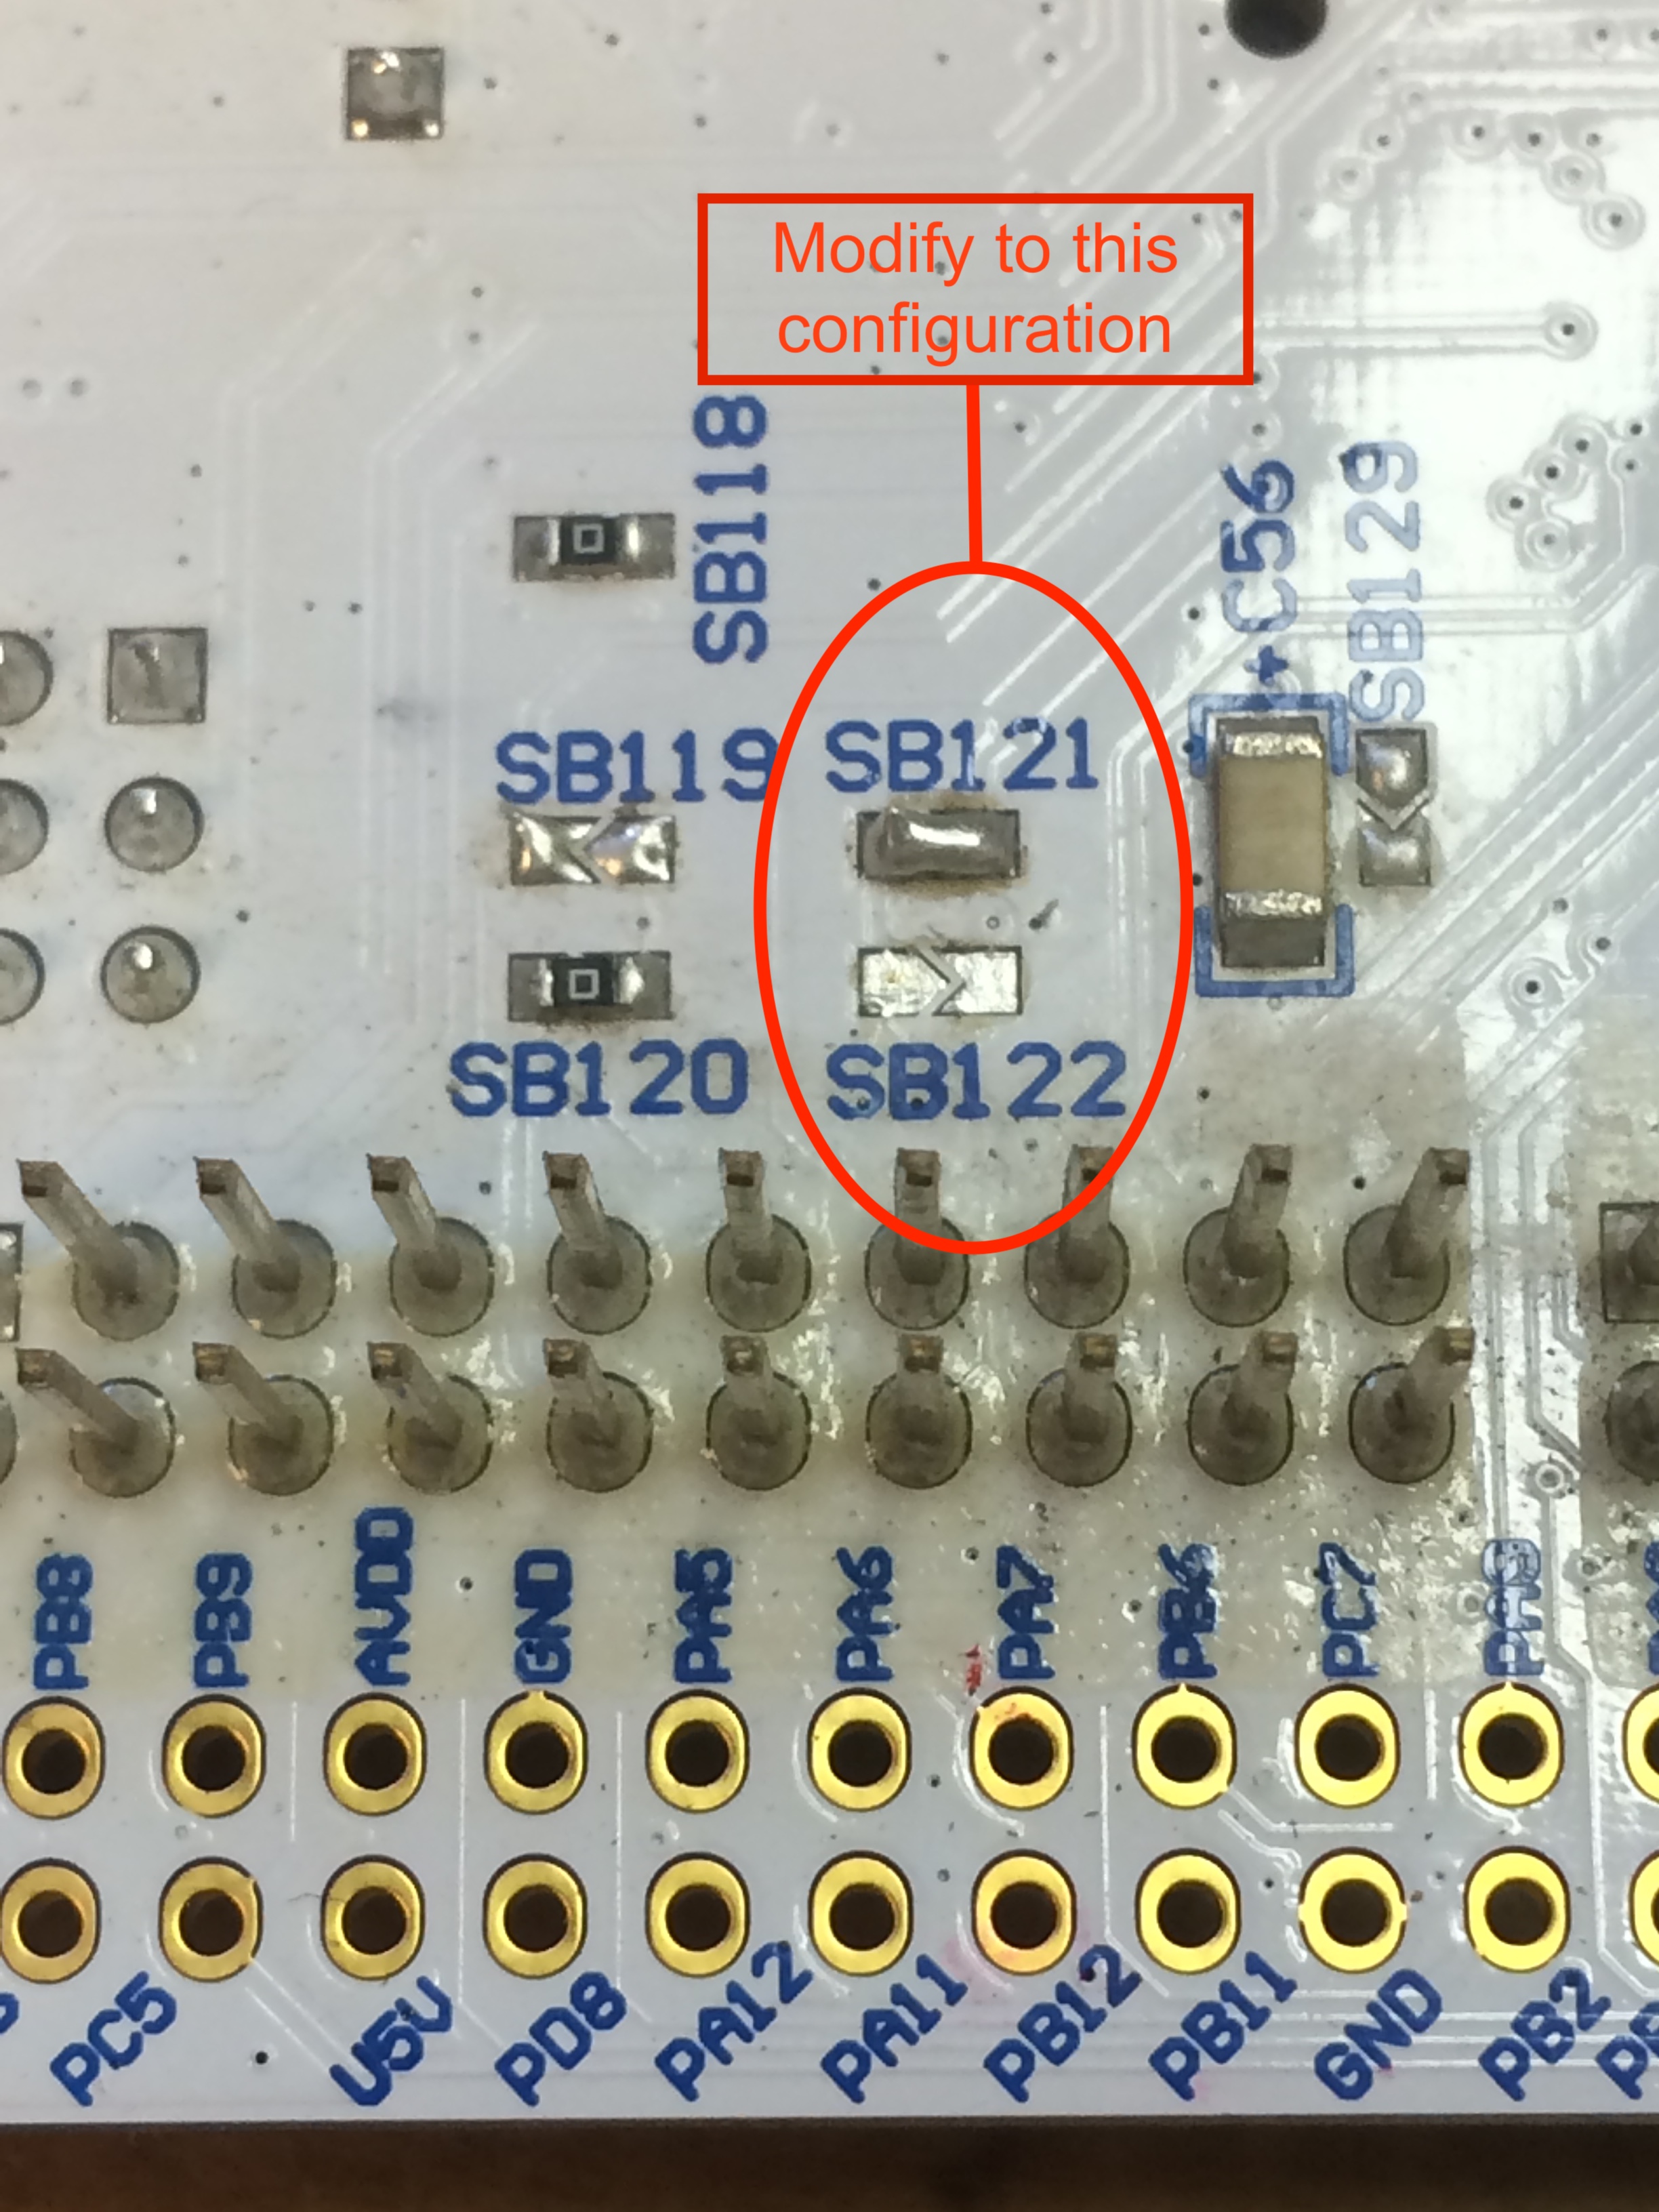 Modify to this
configuration
SB118
C56
SB129
SB119
SB121
SB120
SB122
PB8
PB9
AVDD
GND
PA5
PA6
PA7
PB6
PC7
PA9
PC5
U5V
PD8
PA12
PA11
PB12
PB11
GND
PB2